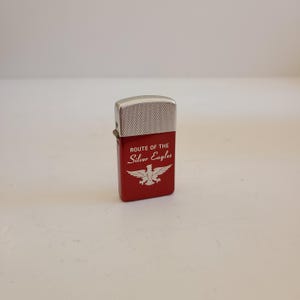 ROUTE OF THE
Silver Eagles